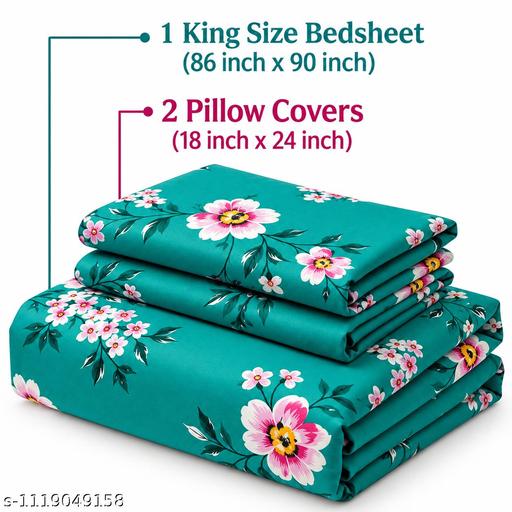 1 King Size Bedsheet
(86 inch x 90 inch)
2 Pillow Covers
(18 inch x 24 inch)
s-1119049158